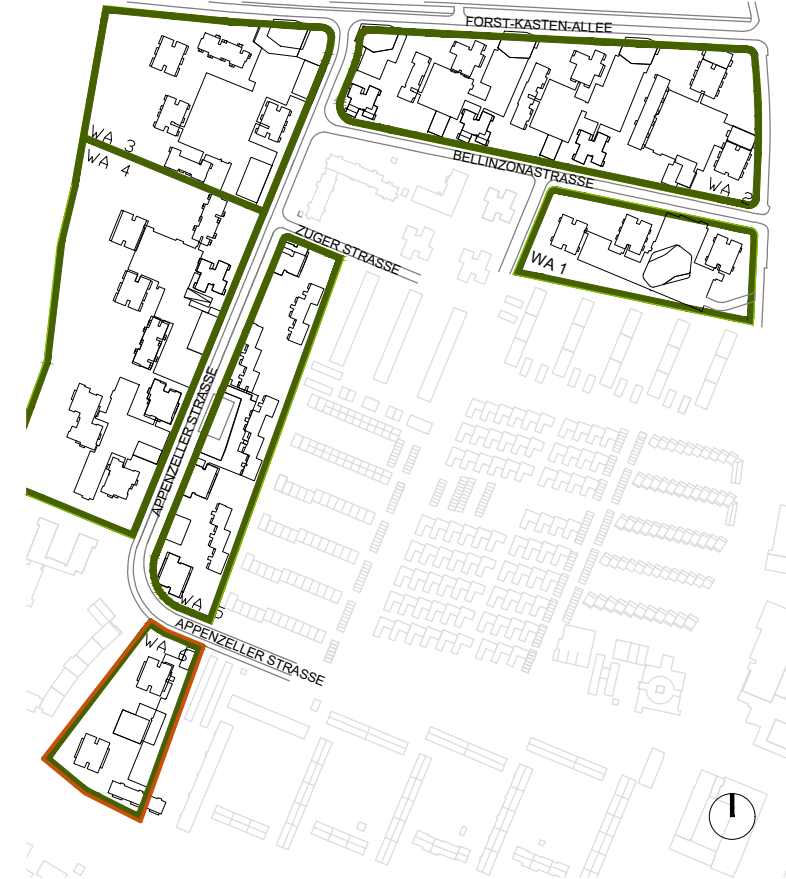 FORST-KASTEN-ALLEE
WA 3
WA 4
BELLINZONASTRASSE
WA 2
ZUGER STRASSE
WA 1
APPENZELLER STRASSE
WA 5
APPENZELLER STRASSE
WA